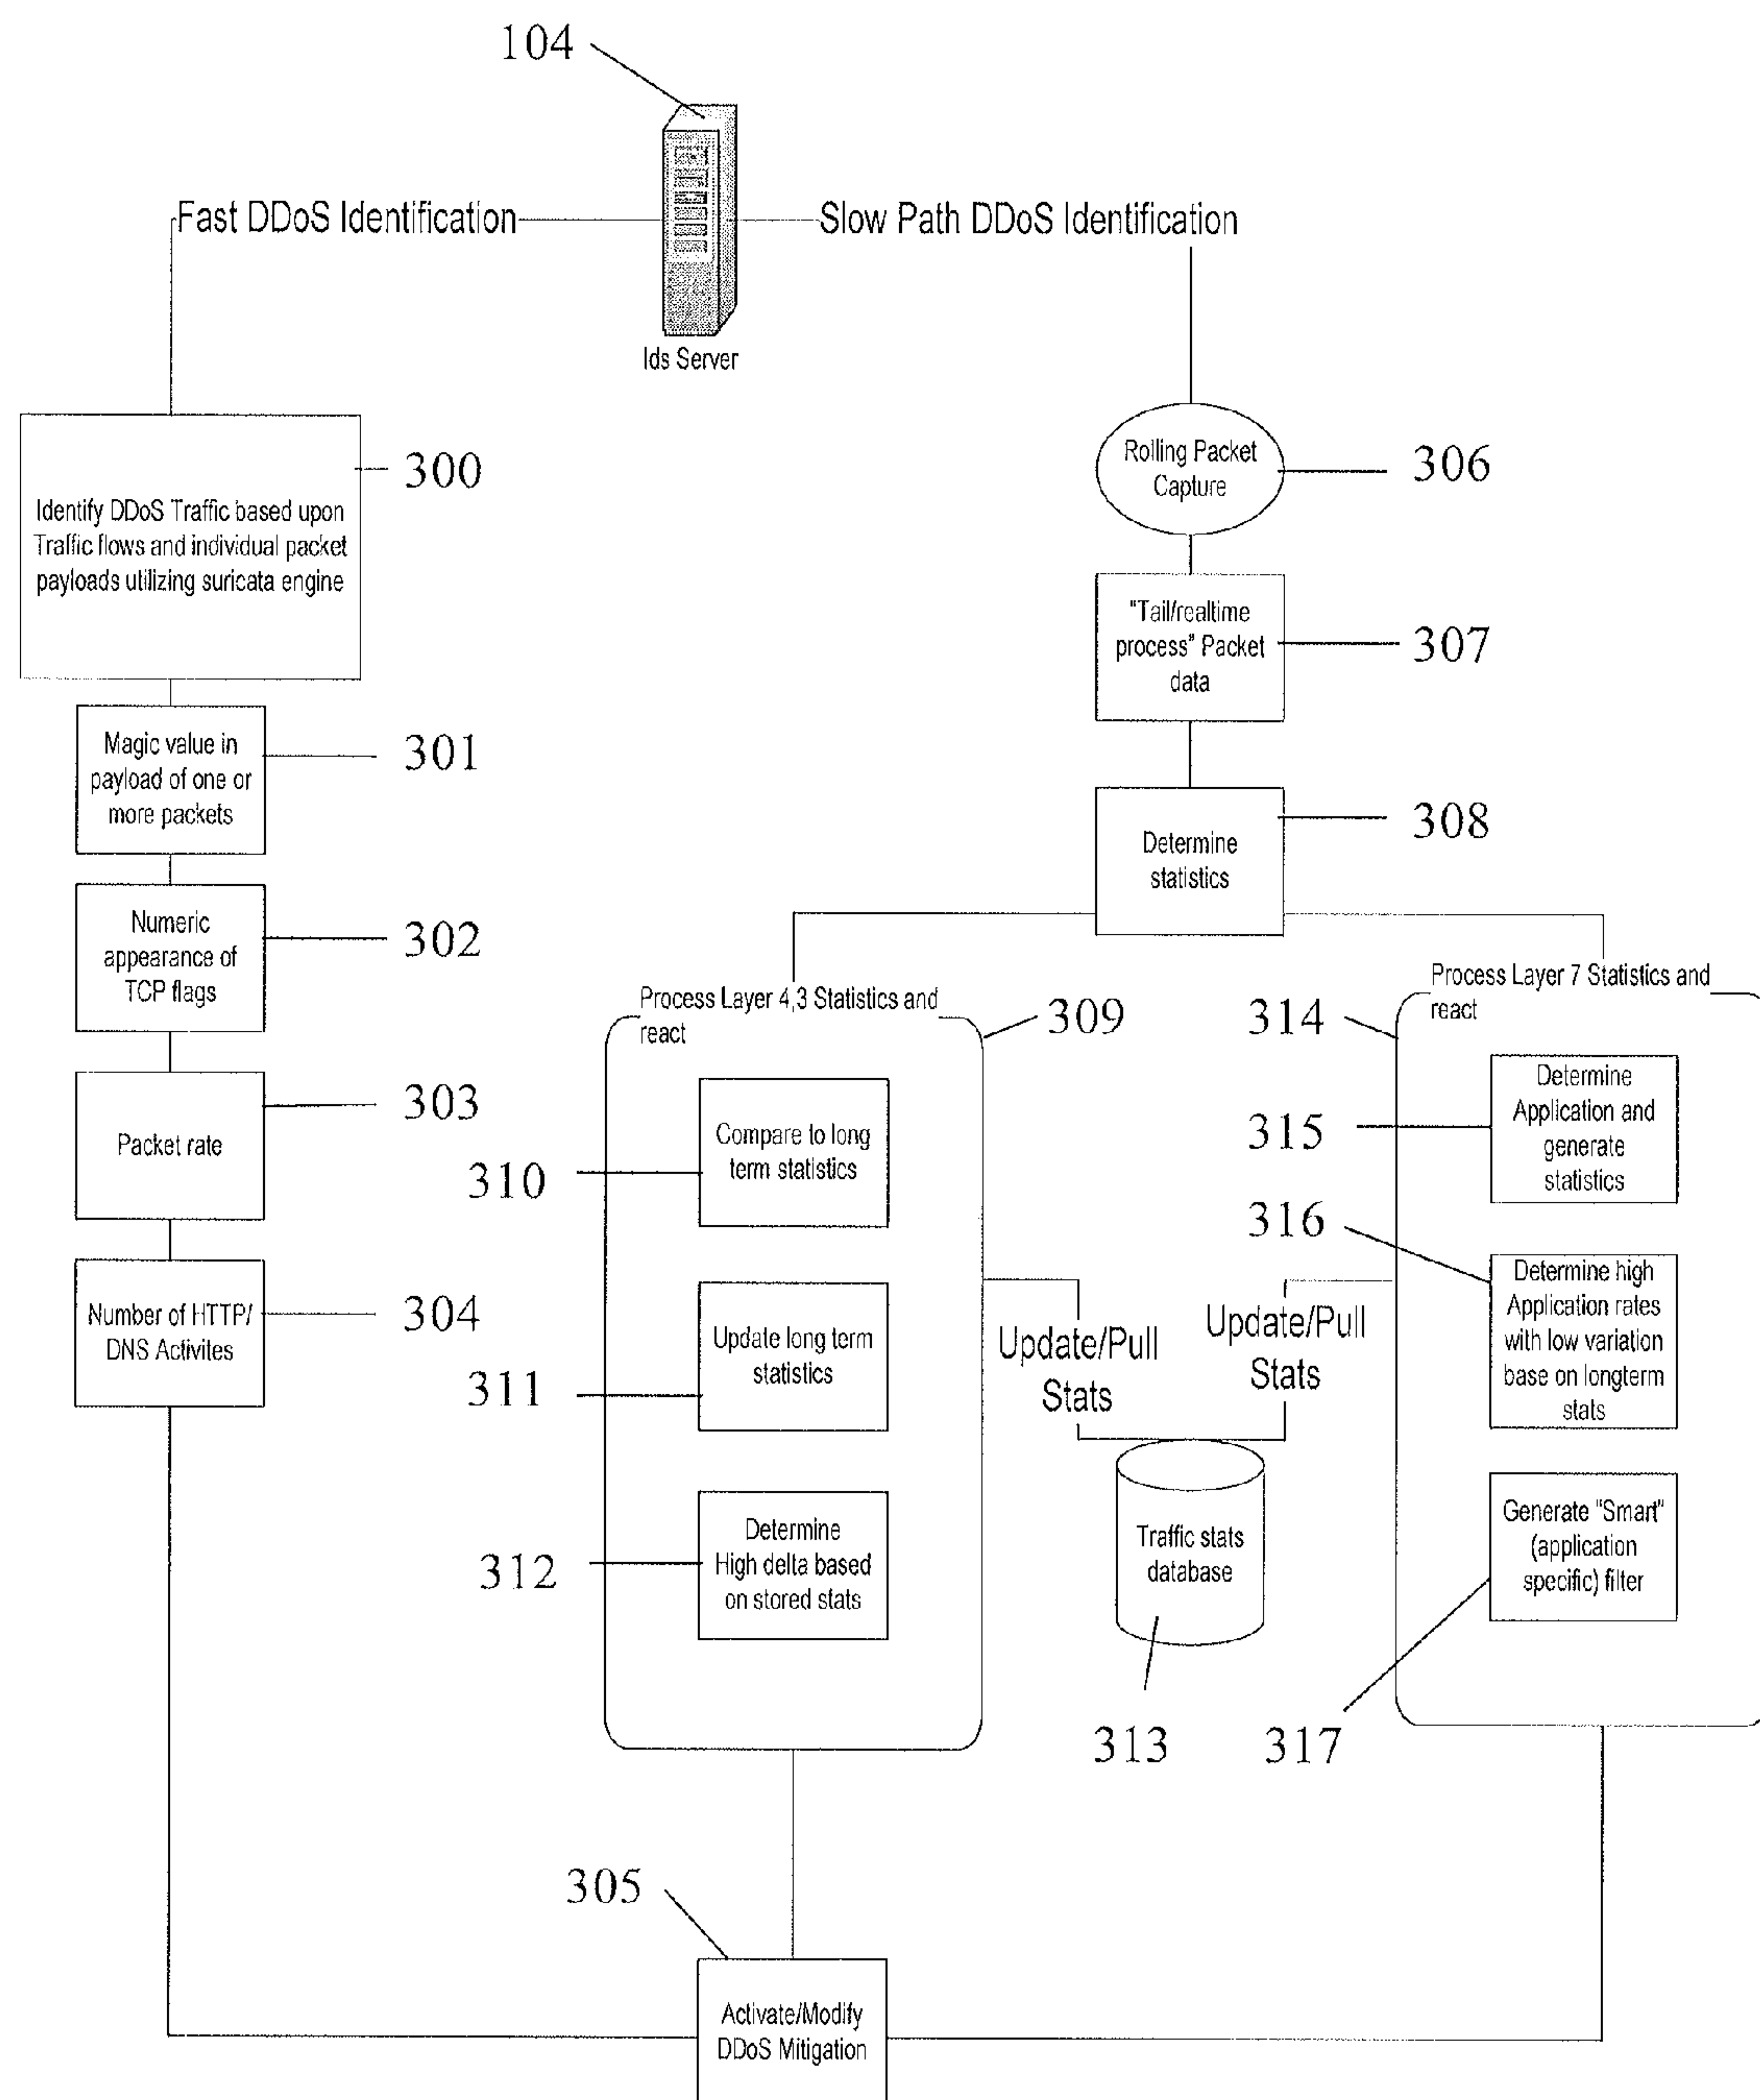 104
Fast DDoS Identification
Slow Path DDoS Identification
Ids Server
300
Identify DDoS Traffic based upon
Traffic flows and individual packet
payloads utilizing suricata engine
301
Magic value in
payload of one or
more packets
302
Numeric
appearance of
TCP flags
303
Packet rate
304
Number of HTTP/
DNS Activites
Rolling Packet
Capture
306
"Tail/realtime
process" Packet
data
307
Determine
statistics
308
Process Layer 4,3 Statistics and
react
309
Compare to long
term statistics
310
Update long term
statistics
311
Determine
High delta based
on stored stats
312
Update/Pull
Stats
Update/Pull
Stats
Traffic stats
database
313
Process Layer 7 Statistics and
react
314
Determine
Application and
generate
statistics
315
316
Determine high
Application rates
with low variation
base on longterm
stats
Generate "Smart"
(application
specific) filter
317
305
Activate/Modify
DDoS Mitigation